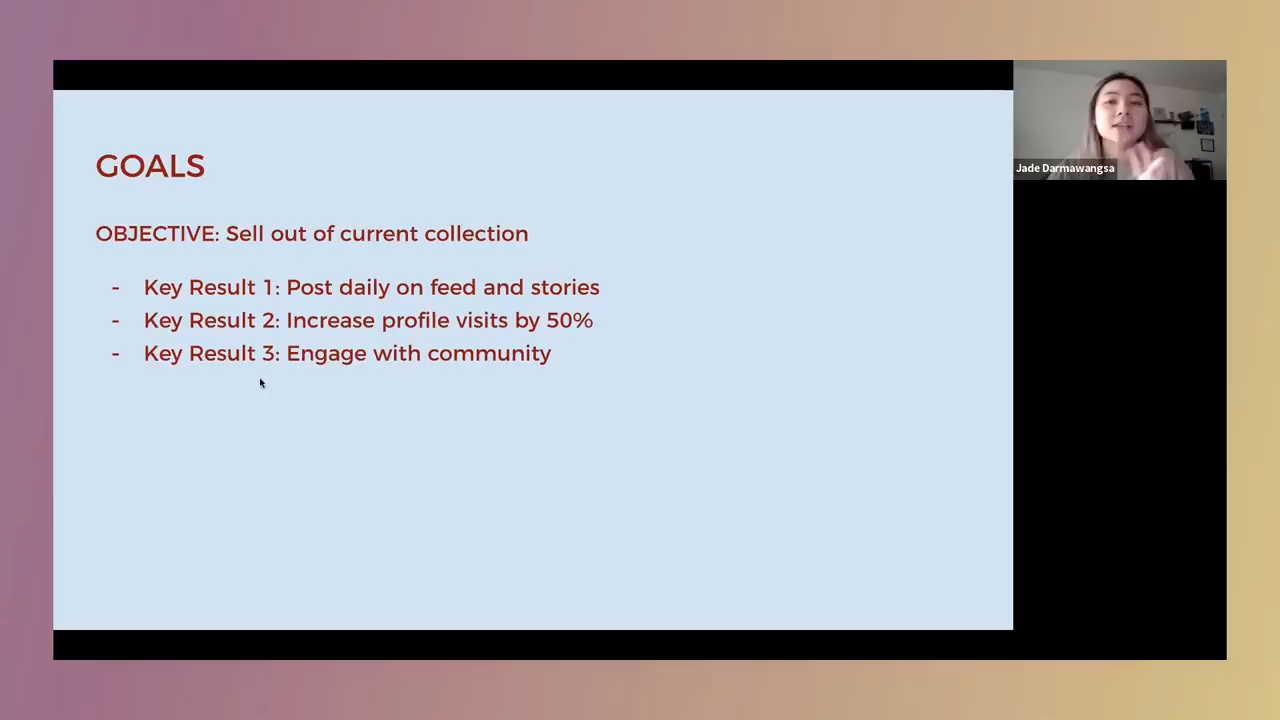 GOALS
OBJECTIVE: Sell out of current collection
- Key Result 1: Post daily on feed and stories
- Key Result 2: Increase profile visits by 50%
- Key Result 3: Engage with community
Jade Darmawangsa